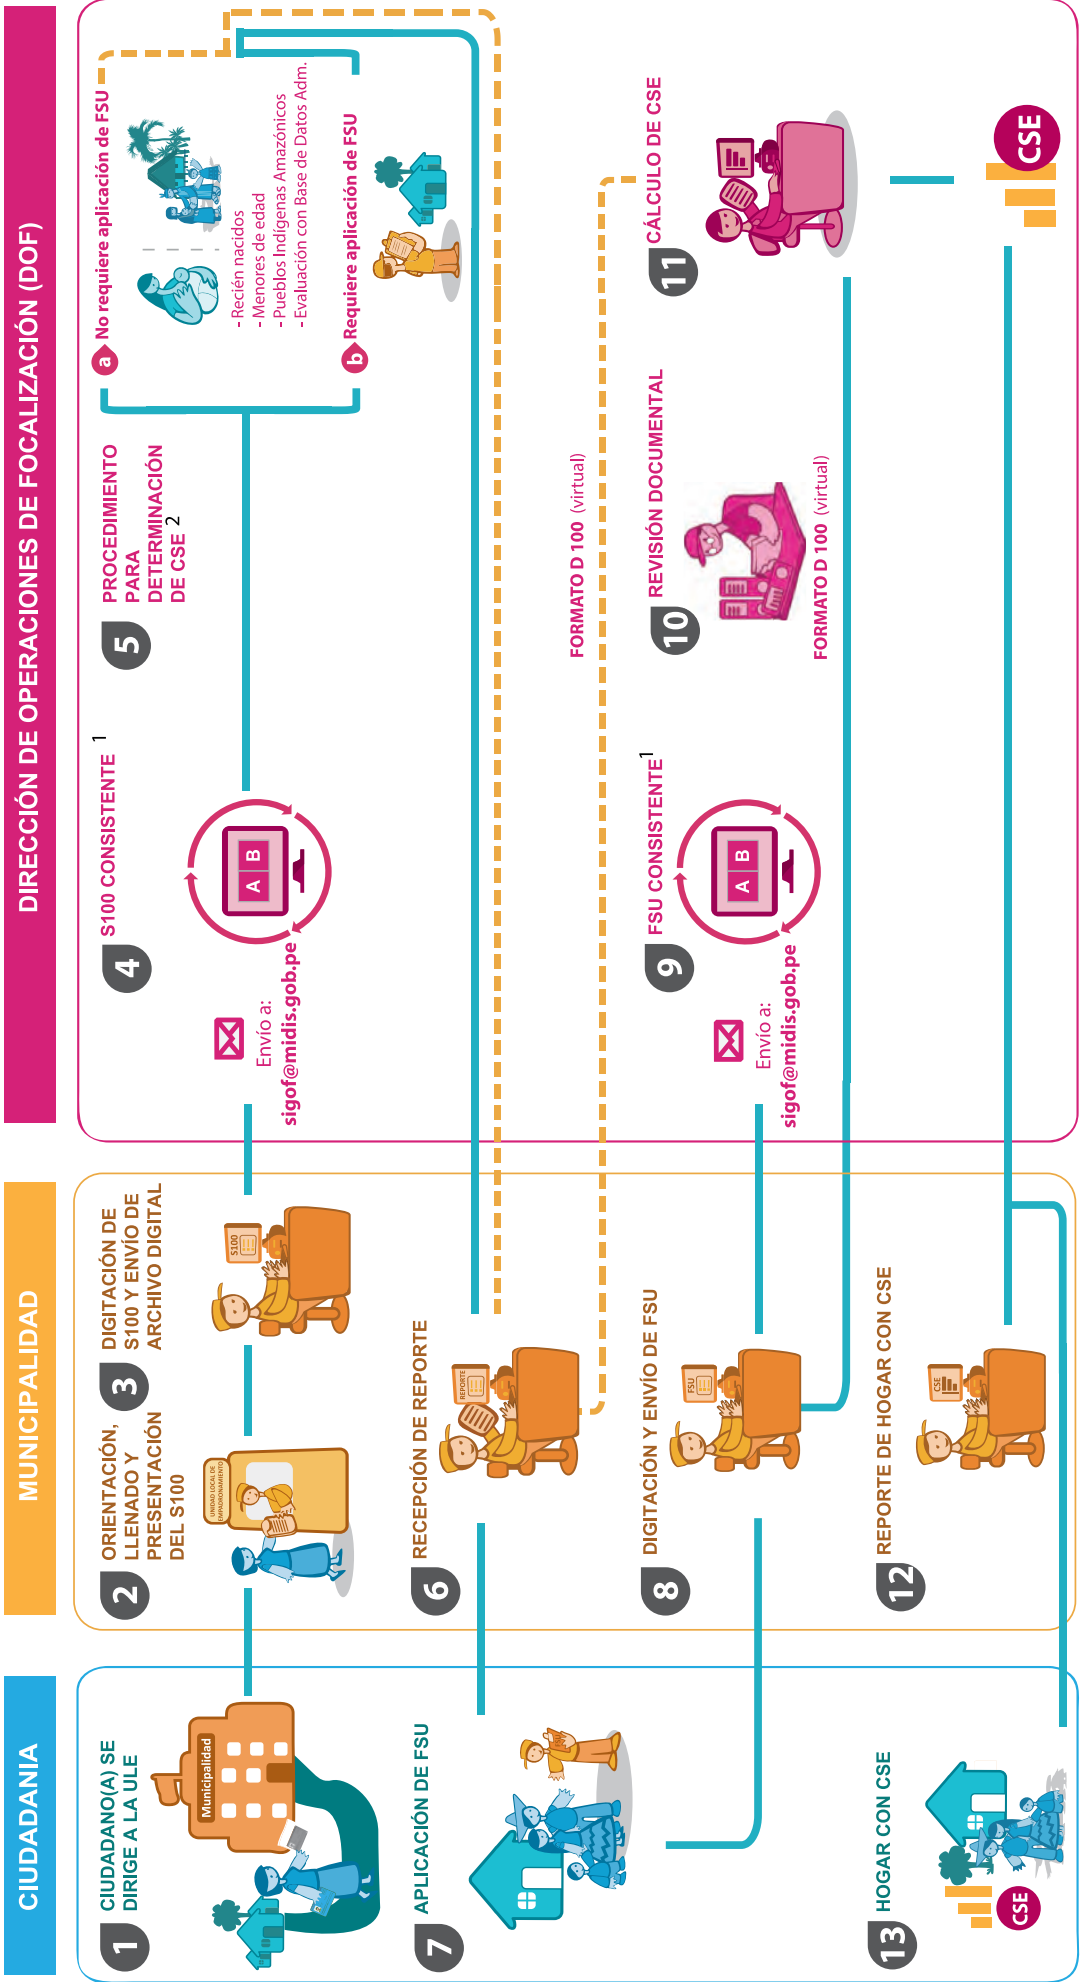 CIUDADANIA
MUNICIPALIDAD
DIRECCIÓN DE OPERACIONES DE FOCALIZACIÓN (DOF)
1
CIUDADANO(A) SE
DIRIGE A LA ULE
Municipalidad
2
ORIENTACIÓN,
LLENADO Y
PRESENTACIÓN
DEL S100
UNIDAD LOCAL DE
EMPADRONAMIENTO
3
DIGITACIÓN DE
S100 Y ENVÍO DE
ARCHIVO DIGITAL
S100
Envío a:
sigof@midis.gob.pe
4
S100 CONSISTENTE 1
A B
5
PROCEDIMIENTO
PARA
DETERMINACIÓN
DE CSE 2
a No requiere aplicación de FSU
- Recién nacidos
- Menores de edad
- Pueblos Indígenas Amazónicos
- Evaluación con Base de Datos Adm.
b Requiere aplicación de FSU
6
RECEPCIÓN DE REPORTE
REPORTE
7
APLICACIÓN DE FSU
FSU
8
DIGITACIÓN Y ENVÍO DE FSU
FSU
Envío a:
sigof@midis.gob.pe
9
FSU CONSISTENTE 1
A B
FORMATO D 100 (virtual)
10
REVISIÓN DOCUMENTAL
FORMATO D 100 (virtual)
11
CÁLCULO DE CSE
CSE
12
REPORTE DE HOGAR CON CSE
CSE
13
HOGAR CON CSE
CSE